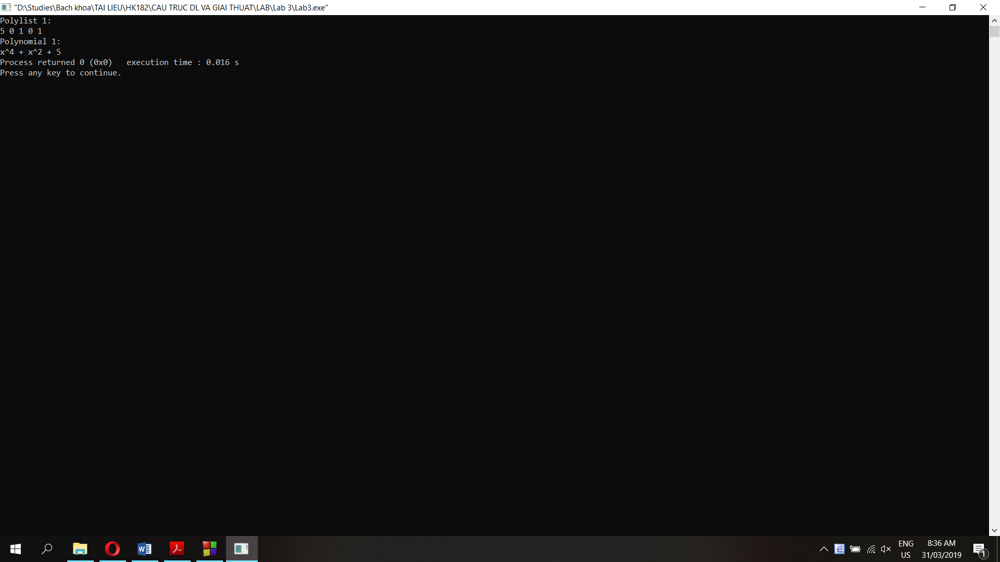 "D:\Studies\Bach khoa\TAI LIEU\HK182\CAU TRUC DL VA GIAI THUAT\LAB\Lab 3\Lab3.exe"
Polylist 1:
5 0 1 0 1
Polynomial 1:
x^4 + x^2 + 5
Process returned 0 (0x0)   execution time : 0.016 s
Press any key to continue.
ENG
US
8:36 AM
31/03/2019
1